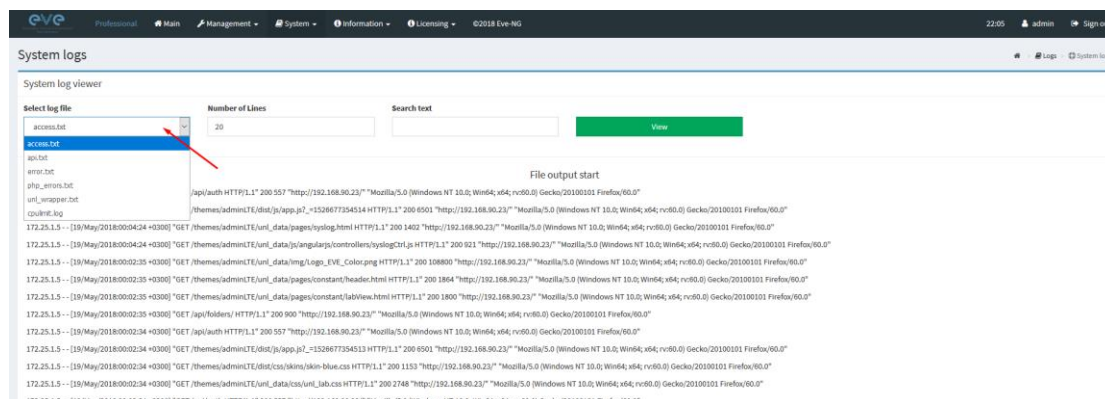 eve Professional Main Management System Information Licensing ©2018 Eve-NG 22:05 admin Sign o
System logs Logs System lo
System log viewer
Select log file Number of Lines Search text
access.txt 20 View
access.txt
api.txt
error.txt
php_errors.txt
unl_wrapper.txt
cpulimit.log
File output start
/api/auth HTTP/1.1" 200 557 "http://192.168.90.23/" "Mozilla/5.0 (Windows NT 10.0; Win64; x64; rv:60.0) Gecko/20100101 Firefox/60.0"
/themes/adminLTE/dist/js/app.js?_=1526677354514 HTTP/1.1" 200 6501 "http://192.168.90.23/" "Mozilla/5.0 (Windows NT 10.0; Win64; x64; rv:60.0) Gecko/20100101 Firefox/60.0"
172.25.1.5 - - [19/May/2018:00:04:24 +0300] "GET /themes/adminLTE/unl_data/pages/syslog.html HTTP/1.1" 200 1402 "http://192.168.90.23/" "Mozilla/5.0 (Windows NT 10.0; Win64; x64; rv:60.0) Gecko/20100101 Firefox/60.0"
172.25.1.5 - - [19/May/2018:00:04:24 +0300] "GET /themes/adminLTE/unl_data/js/angularjs/controllers/syslogCtrl.js HTTP/1.1" 200 921 "http://192.168.90.23/" "Mozilla/5.0 (Windows NT 10.0; Win64; x64; rv:60.0) Gecko/20100101 Firefox/60.0"
172.25.1.5 - - [19/May/2018:00:02:35 +0300] "GET /themes/adminLTE/unl_data/img/Logo_EVE_Color.png HTTP/1.1" 200 108800 "http://192.168.90.23/" "Mozilla/5.0 (Windows NT 10.0; Win64; x64; rv:60.0) Gecko/20100101 Firefox/60.0"
172.25.1.5 - - [19/May/2018:00:02:35 +0300] "GET /themes/adminLTE/unl_data/pages/constant/header.html HTTP/1.1" 200 1864 "http://192.168.90.23/" "Mozilla/5.0 (Windows NT 10.0; Win64; x64; rv:60.0) Gecko/20100101 Firefox/60.0"
172.25.1.5 - - [19/May/2018:00:02:35 +0300] "GET /themes/adminLTE/unl_data/pages/constant/labView.html HTTP/1.1" 200 1800 "http://192.168.90.23/" "Mozilla/5.0 (Windows NT 10.0; Win64; x64; rv:60.0) Gecko/20100101 Firefox/60.0"
172.25.1.5 - - [19/May/2018:00:02:35 +0300] "GET /api/folders/ HTTP/1.1" 200 900 "http://192.168.90.23/" "Mozilla/5.0 (Windows NT 10.0; Win64; x64; rv:60.0) Gecko/20100101 Firefox/60.0"
172.25.1.5 - - [19/May/2018:00:02:34 +0300] "GET /api/auth HTTP/1.1" 200 557 "http://192.168.90.23/" "Mozilla/5.0 (Windows NT 10.0; Win64; x64; rv:60.0) Gecko/20100101 Firefox/60.0"
172.25.1.5 - - [19/May/2018:00:02:34 +0300] "GET /themes/adminLTE/dist/js/app.js?_=1526677354513 HTTP/1.1" 200 6501 "http://192.168.90.23/" "Mozilla/5.0 (Windows NT 10.0; Win64; x64; rv:60.0) Gecko/20100101 Firefox/60.0"
172.25.1.5 - - [19/May/2018:00:02:34 +0300] "GET /themes/adminLTE/dist/css/skins/skin-blue.css HTTP/1.1" 200 1153 "http://192.168.90.23/" "Mozilla/5.0 (Windows NT 10.0; Win64; x64; rv:60.0) Gecko/20100101 Firefox/60.0"
172.25.1.5 - - [19/May/2018:00:02:34 +0300] "GET /themes/adminLTE/unl_data/css/unl_lab.css HTTP/1.1" 200 2748 "http://192.168.90.23/" "Mozilla/5.0 (Windows NT 10.0; Win64; x64; rv:60.0) Gecko/20100101 Firefox/60.0"